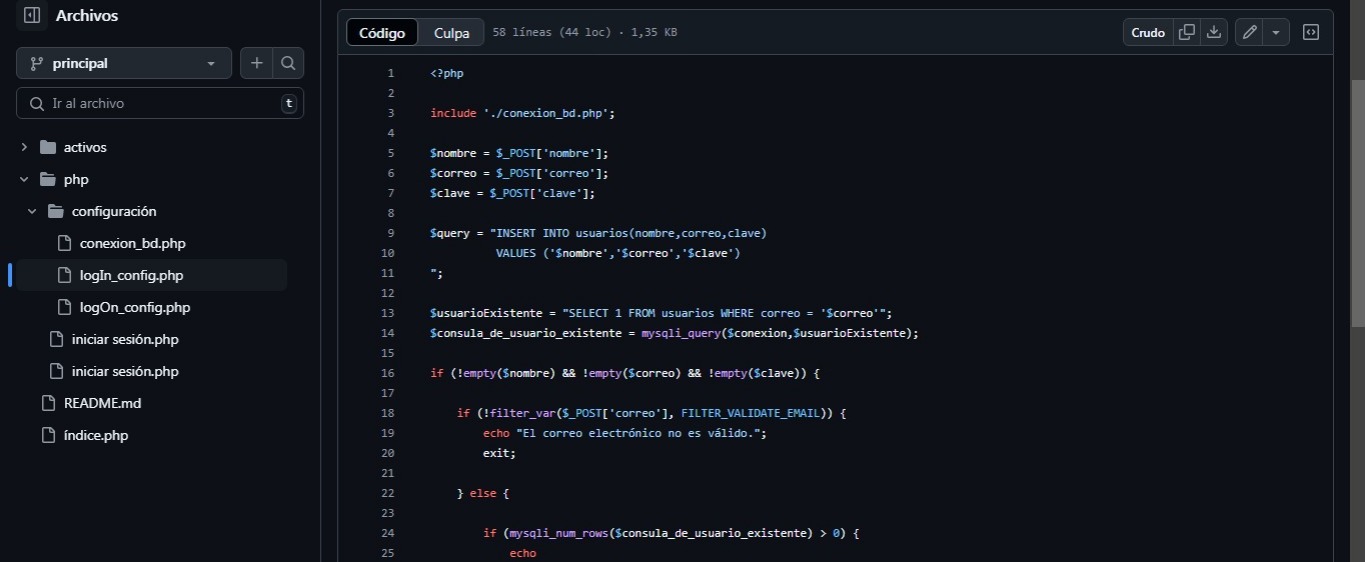 Archivos
principal
Ir al archivo
t
activos
php
configuración
conexion_bd.php
logIn_config.php
logOn_config.php
iniciar sesión.php
iniciar sesión.php
README.md
índice.php
Código Culpa 58 líneas (44 loc) · 1,35 KB Crudo
1 <?php
2
3 include './conexion_bd.php';
4
5 $nombre = $_POST['nombre'];
6 $correo = $_POST['correo'];
7 $clave = $_POST['clave'];
8
9 $query = "INSERT INTO usuarios(nombre,correo,clave)
10 VALUES ('$nombre','$correo','$clave')
11 ";
12
13 $usuarioExistente = "SELECT 1 FROM usuarios WHERE correo = '$correo'";
14 $consula_de_usuario_existente = mysqli_query($conexion,$usuarioExistente);
15
16 if (!empty($nombre) && !empty($correo) && !empty($clave)) {
17
18 if (!filter_var($_POST['correo'], FILTER_VALIDATE_EMAIL)) {
19 echo "El correo electrónico no es válido.";
20 exit;
21
22 } else {
23
24 if (mysqli_num_rows($consula_de_usuario_existente) > 0) {
25 echo